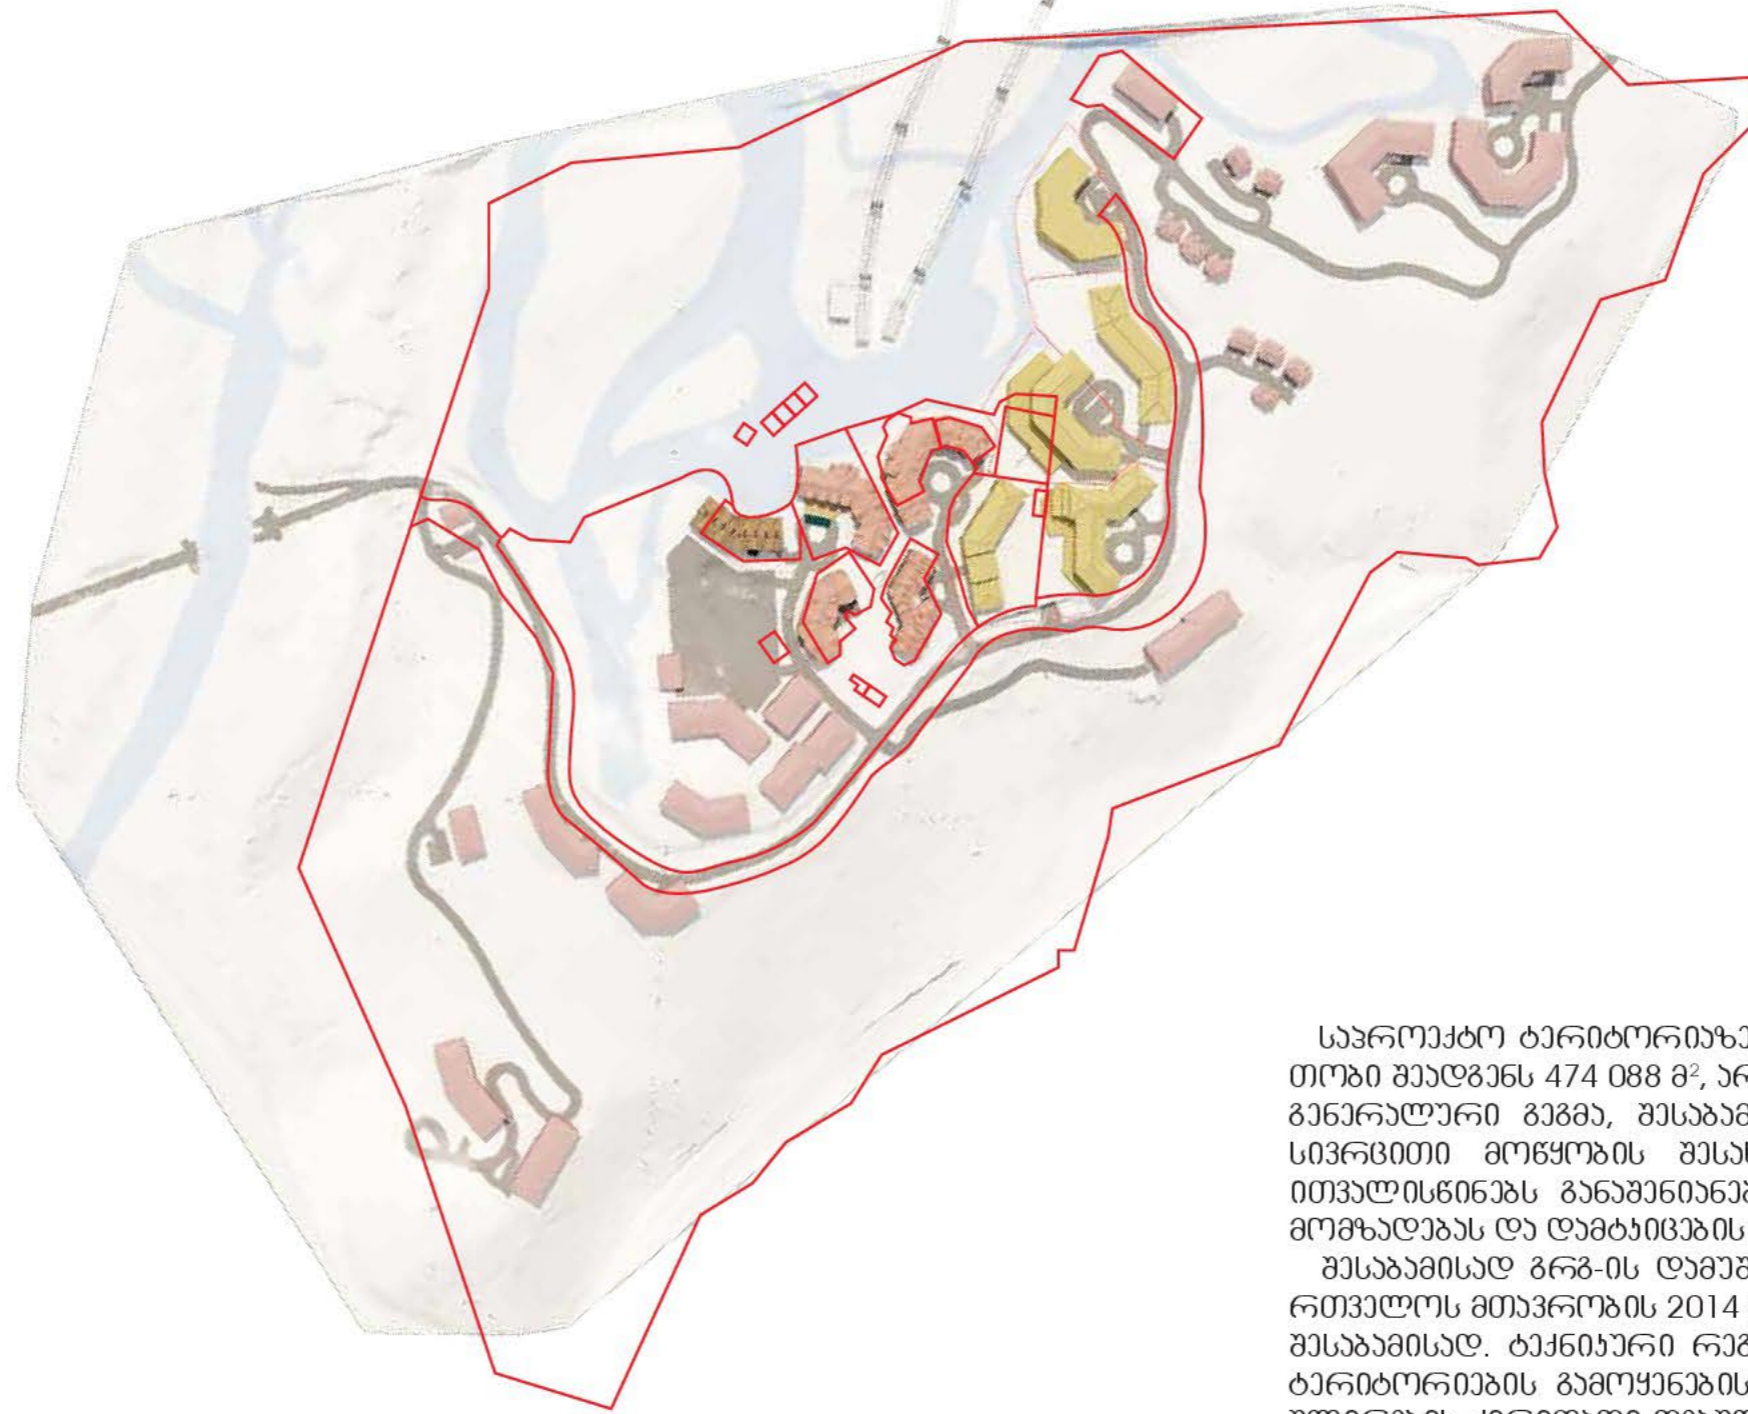 საპროექტო ტერიტორიაზე
თობი შეადგენს 474 088 მ², არ
გენერალური გეგმა, შესაბამ
სივრცითი მოწყობის შესახ
ითვალისწინებს განაშენიანებ
მომზადებას და დამტკიცების
შესაბამისად გრგ-ის დამუშ
რთველოს მთავრობის 2014
შესაბამისად. ტექნიკური რეგ
ტერიტორიების გამოყენების